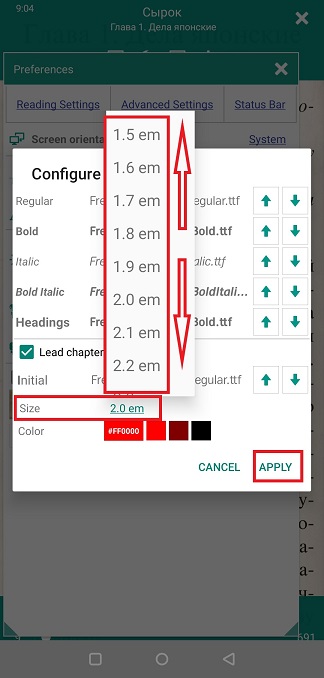 9:04
Сырок
Глава 1. Дела японские
Preferences
Reading Settings Advanced Settings Status Bar
Screen orienta System
Configure
Regular Fre egular.ttf
Bold Fre Bold.ttf
Italic Fre alic.ttf
Bold Italic Fre BoldItali...
Headings Fre Bold.ttf
1.5 em
1.6 em
1.7 em
1.8 em
1.9 em
2.0 em
2.1 em
2.2 em
Lead chapter
Initial Fre egular.ttf
Size 2.0 em
Color #FF0000
CANCEL APPLY
691